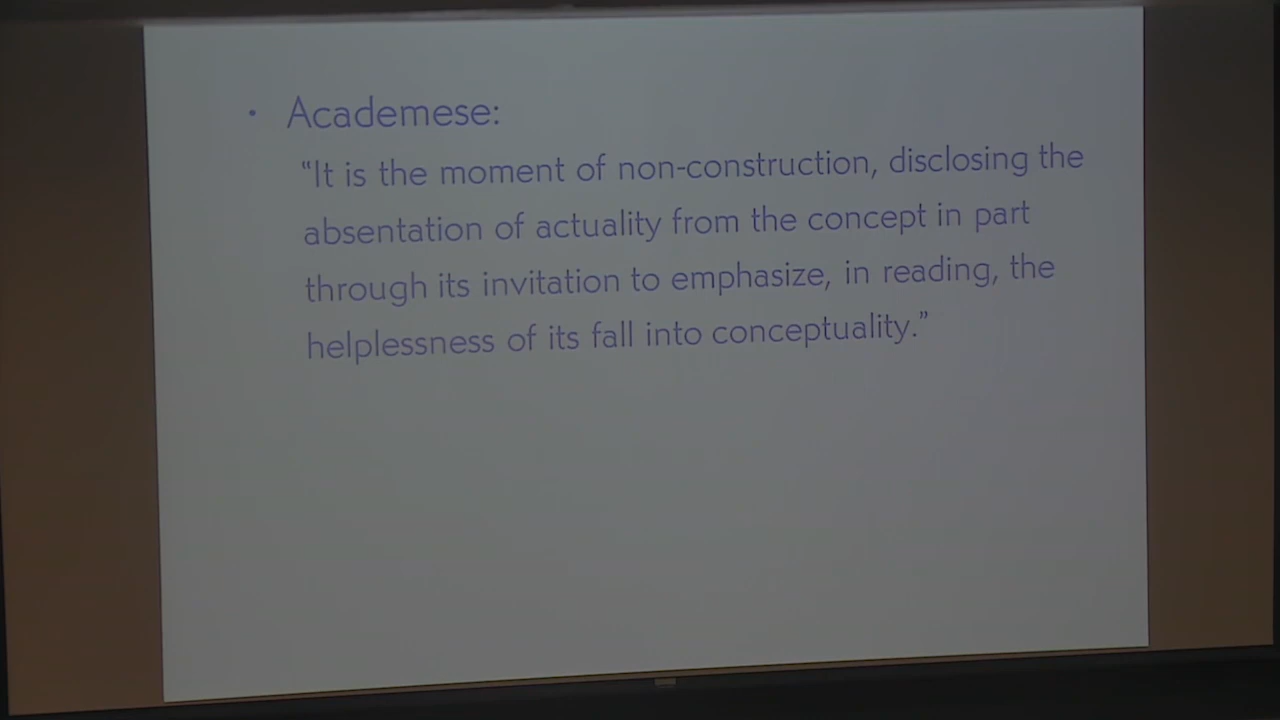 • Academese:
“It is the moment of non-construction, disclosing the
absentation of actuality from the concept in part
through its invitation to emphasize, in reading, the
helplessness of its fall into conceptuality.”